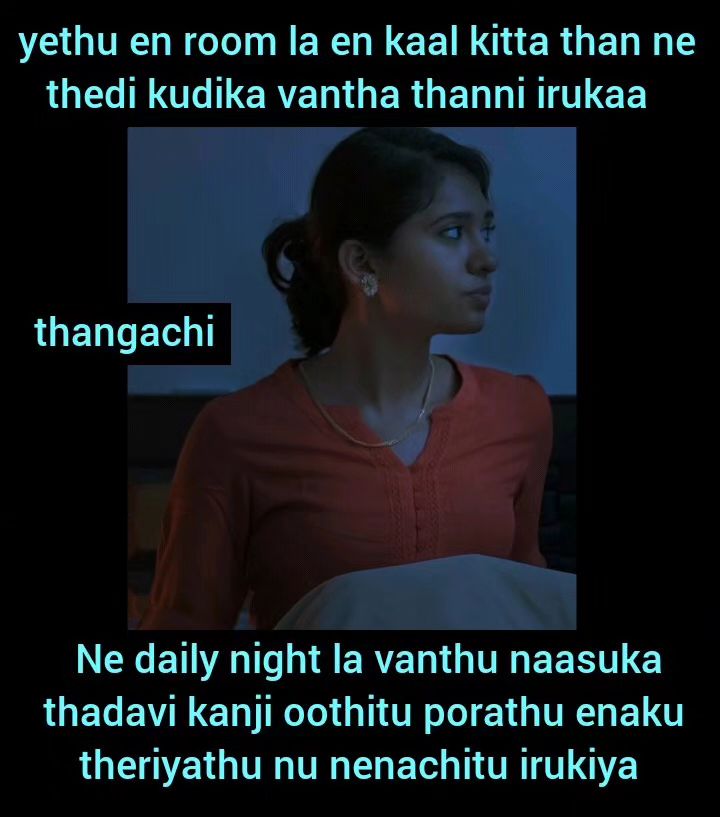 yethu en room la en kaal kitta than ne
thedi kudika vantha thanni irukaa
thangachi
Ne daily night la vanthu naasuka
thadavi kanji oothitu porathu enaku
theriyathu nu nenachitu irukiya